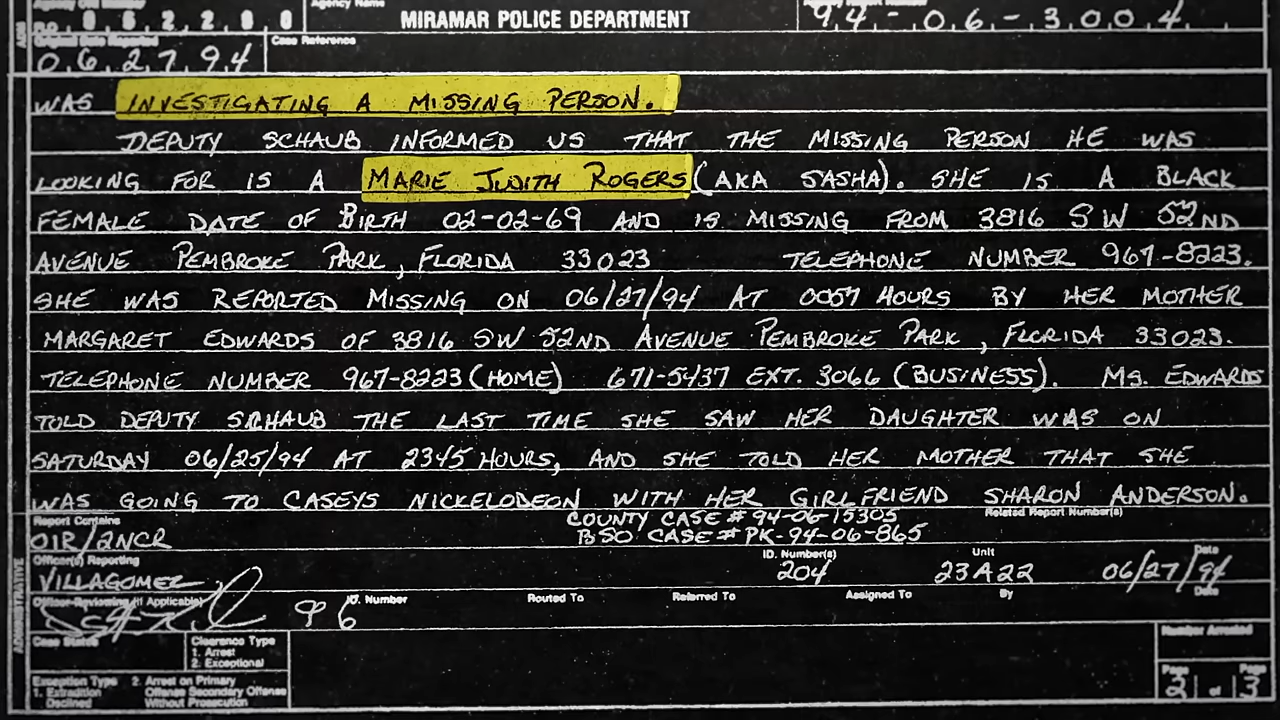 Agency Name
0.6.2.2.0.0
MIRAMAR POLICE DEPARTMENT
94-06-3004
Original Date Reported
Case Reference
0.6.2.7.9.4
WAS INVESTIGATING A MISSING PERSON.
DEPUTY SCHAUB INFORMED US THAT THE MISSING PERSON HE WAS
LOOKING FOR IS A MARIE JUDITH ROGERS (AKA SASHA). SHE IS A BLACK
FEMALE DATE OF BIRTH 02-02-69 AND IS MISSING FROM 3816 SW 52ND
AVENUE PEMBROKE PARK, FLORIDA 33023 TELEPHONE NUMBER 967-8223.
SHE WAS REPORTED MISSING ON 06/27/94 AT 0057 HOURS BY HER MOTHER
MARGARET EDWARDS OF 3816 SW 52ND AVENUE PEMBROKE PARK, FLORIDA 33023.
TELEPHONE NUMBER 967-8223 (HOME) 671-5437 EXT. 3066 (BUSINESS). MS. EDWARDS
TOLD DEPUTY SCHAUB THE LAST TIME SHE SAW HER DAUGHTER WAS ON
SATURDAY 06/25/94 AT 2345 HOURS, AND SHE TOLD HER MOTHER THAT SHE
WAS GOING TO CASEYS NICKELODEON WITH HER GIRLFRIEND SHARON ANDERSON.
Report Contains
COUNTY CASE # 94-06-15305
Related Report Number(s)
OIR/2NCR
BSO CASE # PK-94-06-865
Officer(s) Reporting
ID. Number(s)
Unit
Date
VILLAGOMEZ
204
23A22
06/27/94
Officer Reviewing (If Applicable)
ID. Number
Routed To
Referred To
Assigned To
By
Date
96
ADMINISTRATIVE
Case Status
Clearance Type
1. Arrest
2. Exceptional
Number Arrested
Exception Type
1. Extradition Declined
2. Arrest on Primary Offense Secondary Offense Without Prosecution
Page
2 of 3
Page